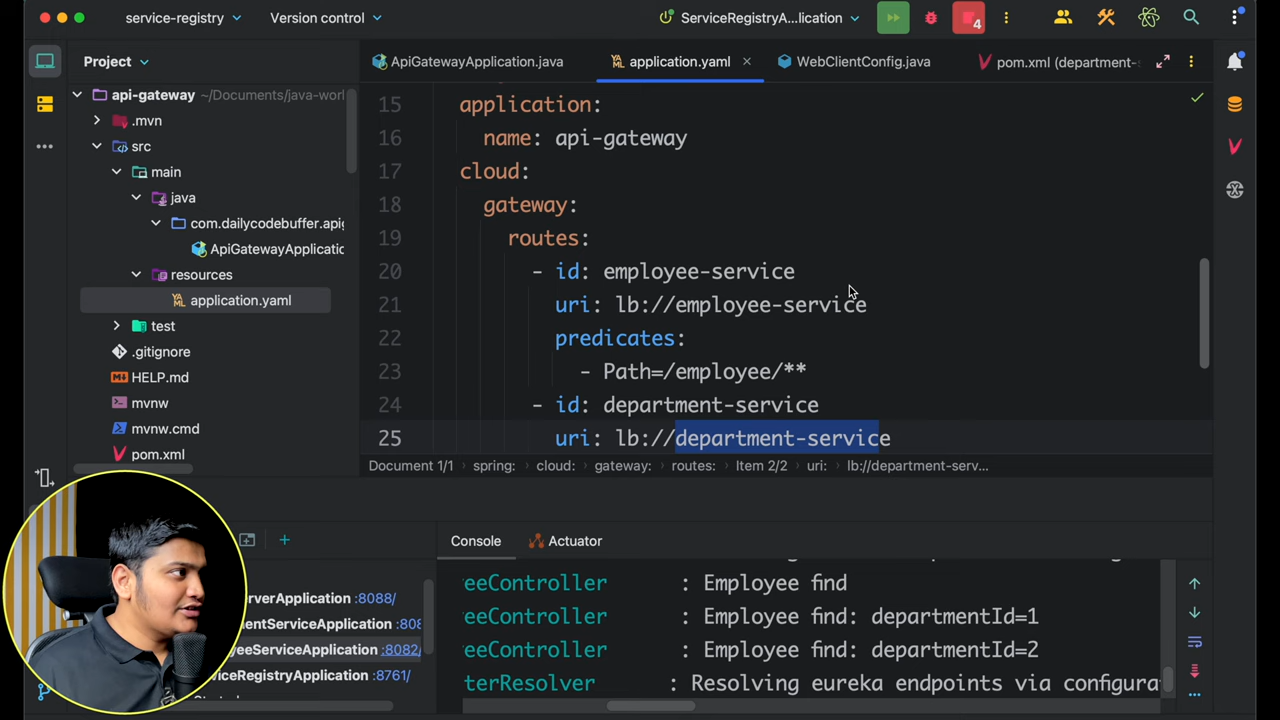 service-registry
Version control
ServiceRegistryA...lication
4
Project
ApiGatewayApplication.java
application.yaml
WebClientConfig.java
pom.xml (department-
api-gateway ~/Documents/java-worl
.mvn
src
main
java
com.dailycodebuffer.apig
ApiGatewayApplicatic
resources
application.yaml
test
.gitignore
HELP.md
mvnw
mvnw.cmd
pom.xml
15 application:
16 name: api-gateway
17 cloud:
18 gateway:
19 routes:
20 - id: employee-service
21 uri: lb://employee-service
22 predicates:
23 - Path=/employee/**
24 - id: department-service
25 uri: lb://department-service
Document 1/1 spring: cloud: gateway: routes: Item 2/2 uri: lb://department-serv...
Console
Actuator
erverApplication :8088/
entServiceApplication :808
eeServiceApplication :8082/
viceRegistryApplication :8761/
eeController : Employee find
eeController : Employee find: departmentId=1
eeController : Employee find: departmentId=2
terResolver : Resolving eureka endpoints via configura